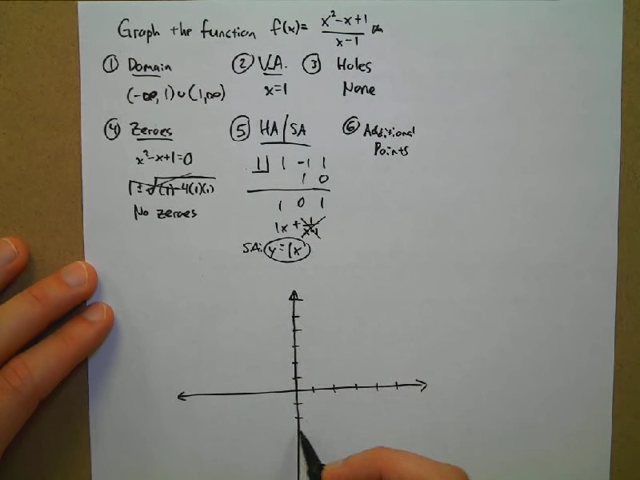 Graph the function f(x) = x²-x+1 / x-1
① Domain
(-∞, 1) ∪ (1, ∞)
② V.A.
x=1
③ Holes
None
④ Zeroes
x²-x+1=0
No zeroes
⑤ HA/SA
1 1 -1 1
1 0
1 0 1
1x + 1/x-1
SA: y=1x
⑥ Additional
Points